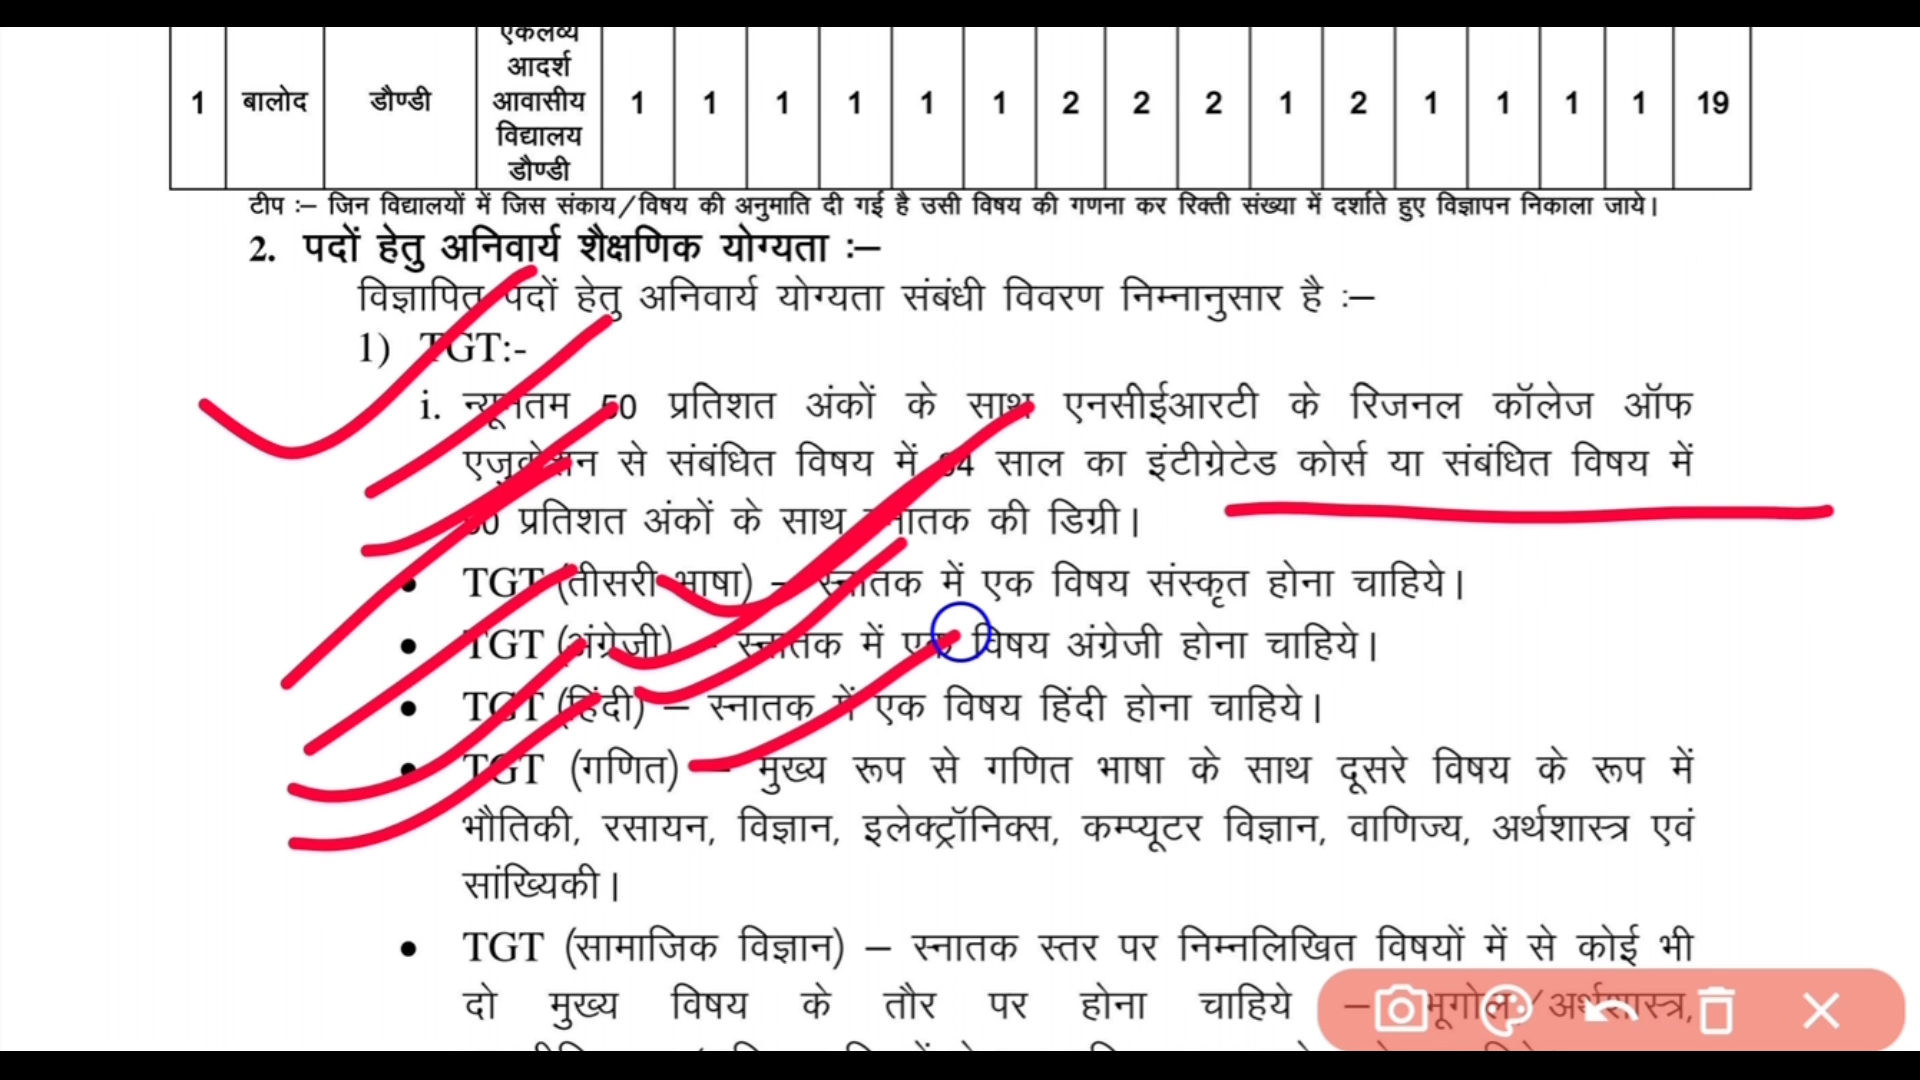 एकलव्य
आदर्श
1 बालोद डौण्डी आवासीय 1 1 1 1 1 1 2 2 2 1 2 1 1 1 1 19
विद्यालय
डौण्डी
टीप :– जिन विद्यालयों में जिस संकाय/विषय की अनुमाति दी गई है उसी विषय की गणना कर रिक्ती संख्या में दर्शाते हुए विज्ञापन निकाला जाये।
2. पदों हेतु अनिवार्य शैक्षणिक योग्यता :–
विज्ञापित पदों हेतु अनिवार्य योग्यता संबंधी विवरण निम्नानुसार है :–
1) TGT:-
i. न्यूनतम 50 प्रतिशत अंकों के साथ एनसीईआरटी के रिजनल कॉलेज ऑफ
एजुकेशन से संबंधित विषय में 04 साल का इंटीग्रेटेड कोर्स या संबंधित विषय में
50 प्रतिशत अंकों के साथ स्नातक की डिग्री।
• TGT (तीसरी भाषा) – स्नातक में एक विषय संस्कृत होना चाहिये।
• TGT (अंग्रेजी) – स्नातक में एक विषय अंग्रेजी होना चाहिये।
• TGT (हिंदी) – स्नातक में एक विषय हिंदी होना चाहिये।
• TGT (गणित) – मुख्य रूप से गणित भाषा के साथ दूसरे विषय के रूप में
भौतिकी, रसायन, विज्ञान, इलेक्ट्रॉनिक्स, कम्प्यूटर विज्ञान, वाणिज्य, अर्थशास्त्र एवं
सांख्यिकी।
• TGT (सामाजिक विज्ञान) – स्नातक स्तर पर निम्नलिखित विषयों में से कोई भी
दो मुख्य विषय के तौर पर होना चाहिये – भूगोल/अर्थशास्त्र,